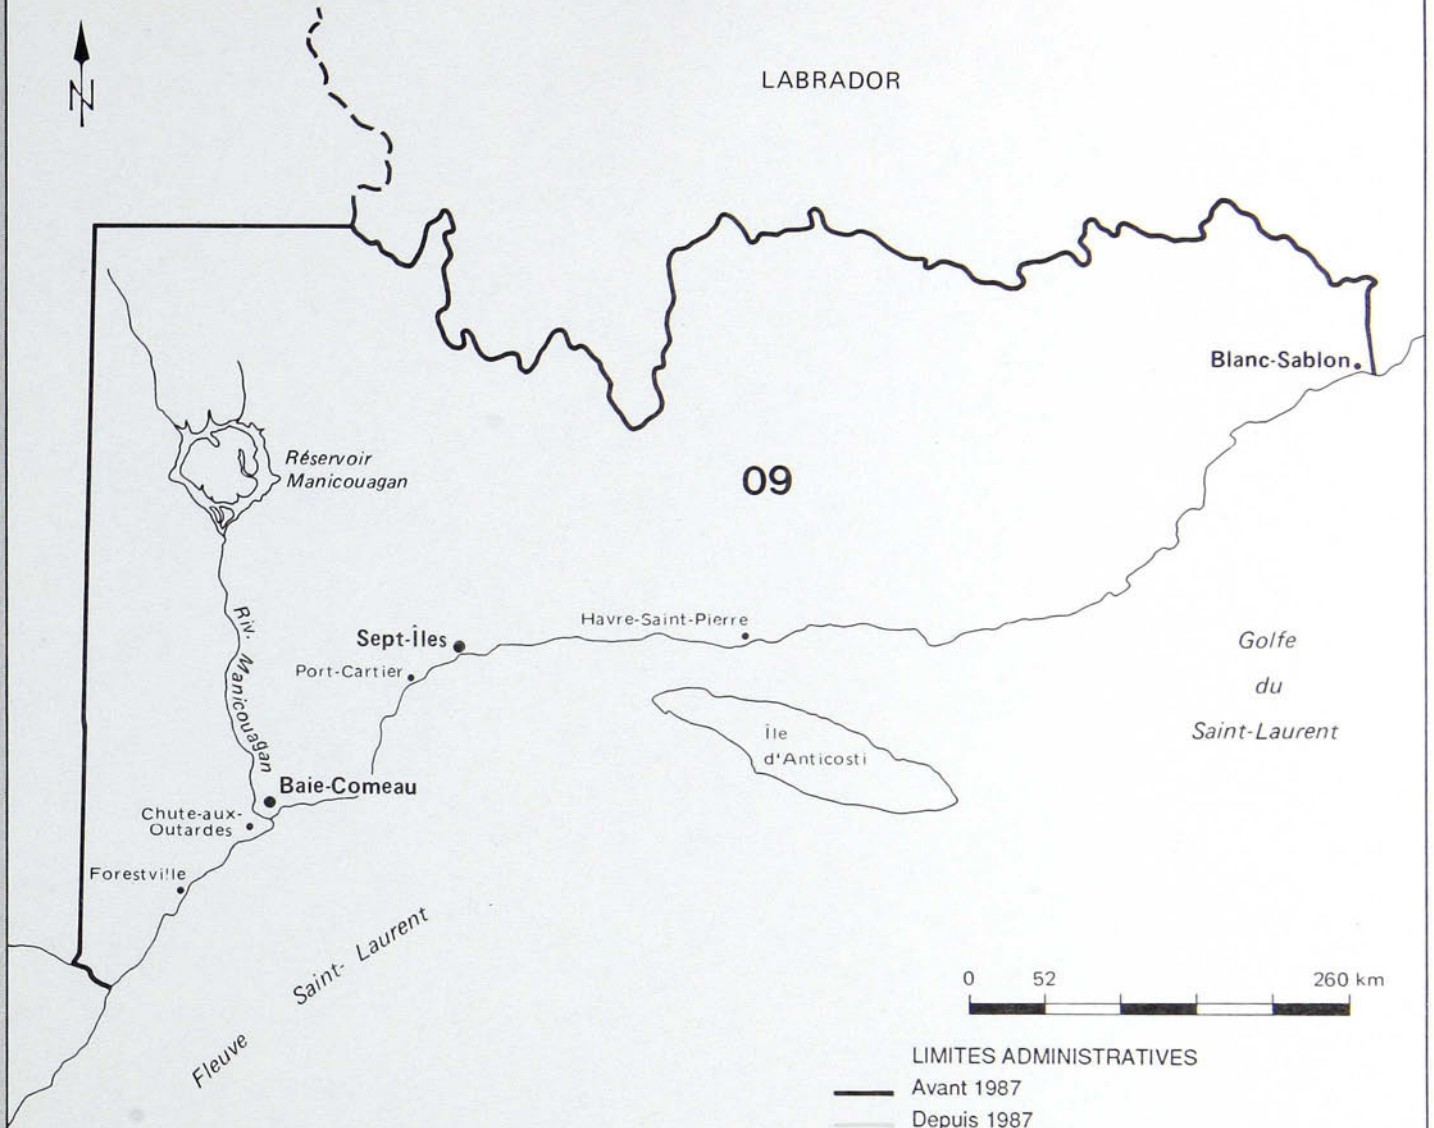 N
LABRADOR
Blanc-Sablon
Réservoir
Manicouagan
09
Riv. Manicouagan
Havre-Saint-Pierre
Sept-Îles
Port-Cartier
Golfe
du
Saint-Laurent
Île
d'Anticosti
Baie-Comeau
Chute-aux-
Outardes
Forestville
Fleuve Saint-Laurent
0 52 260 km
LIMITES ADMINISTRATIVES
Avant 1987
Depuis 1987